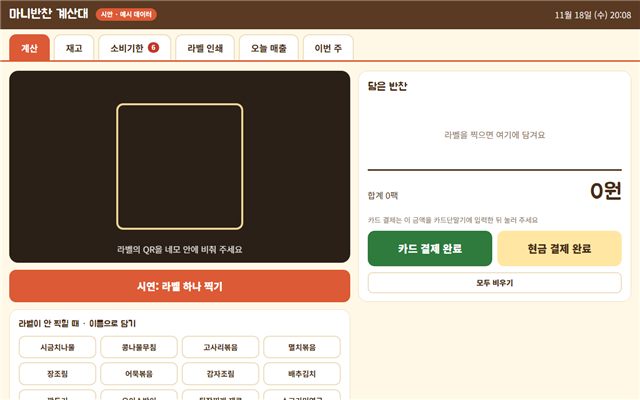 마니반찬 계산대 시안 · 예시 데이터 11월 18일 (수) 20:08
계산 재고 소비기한 6 라벨 인쇄 오늘 매출 이번 주
담은 반찬
라벨을 찍으면 여기에 담겨요
합계 0팩 0원
카드 결제는 이 금액을 카드단말기에 입력한 뒤 눌러 주세요
카드 결제 완료 현금 결제 완료
모두 비우기
라벨의 QR을 네모 안에 비춰 주세요
시연: 라벨 하나 찍기
라벨이 안 찍힐 때 · 이름으로 담기
시금치나물 콩나물무침 고사리볶음 멸치볶음
장조림 어묵볶음 감자조림 배추김치